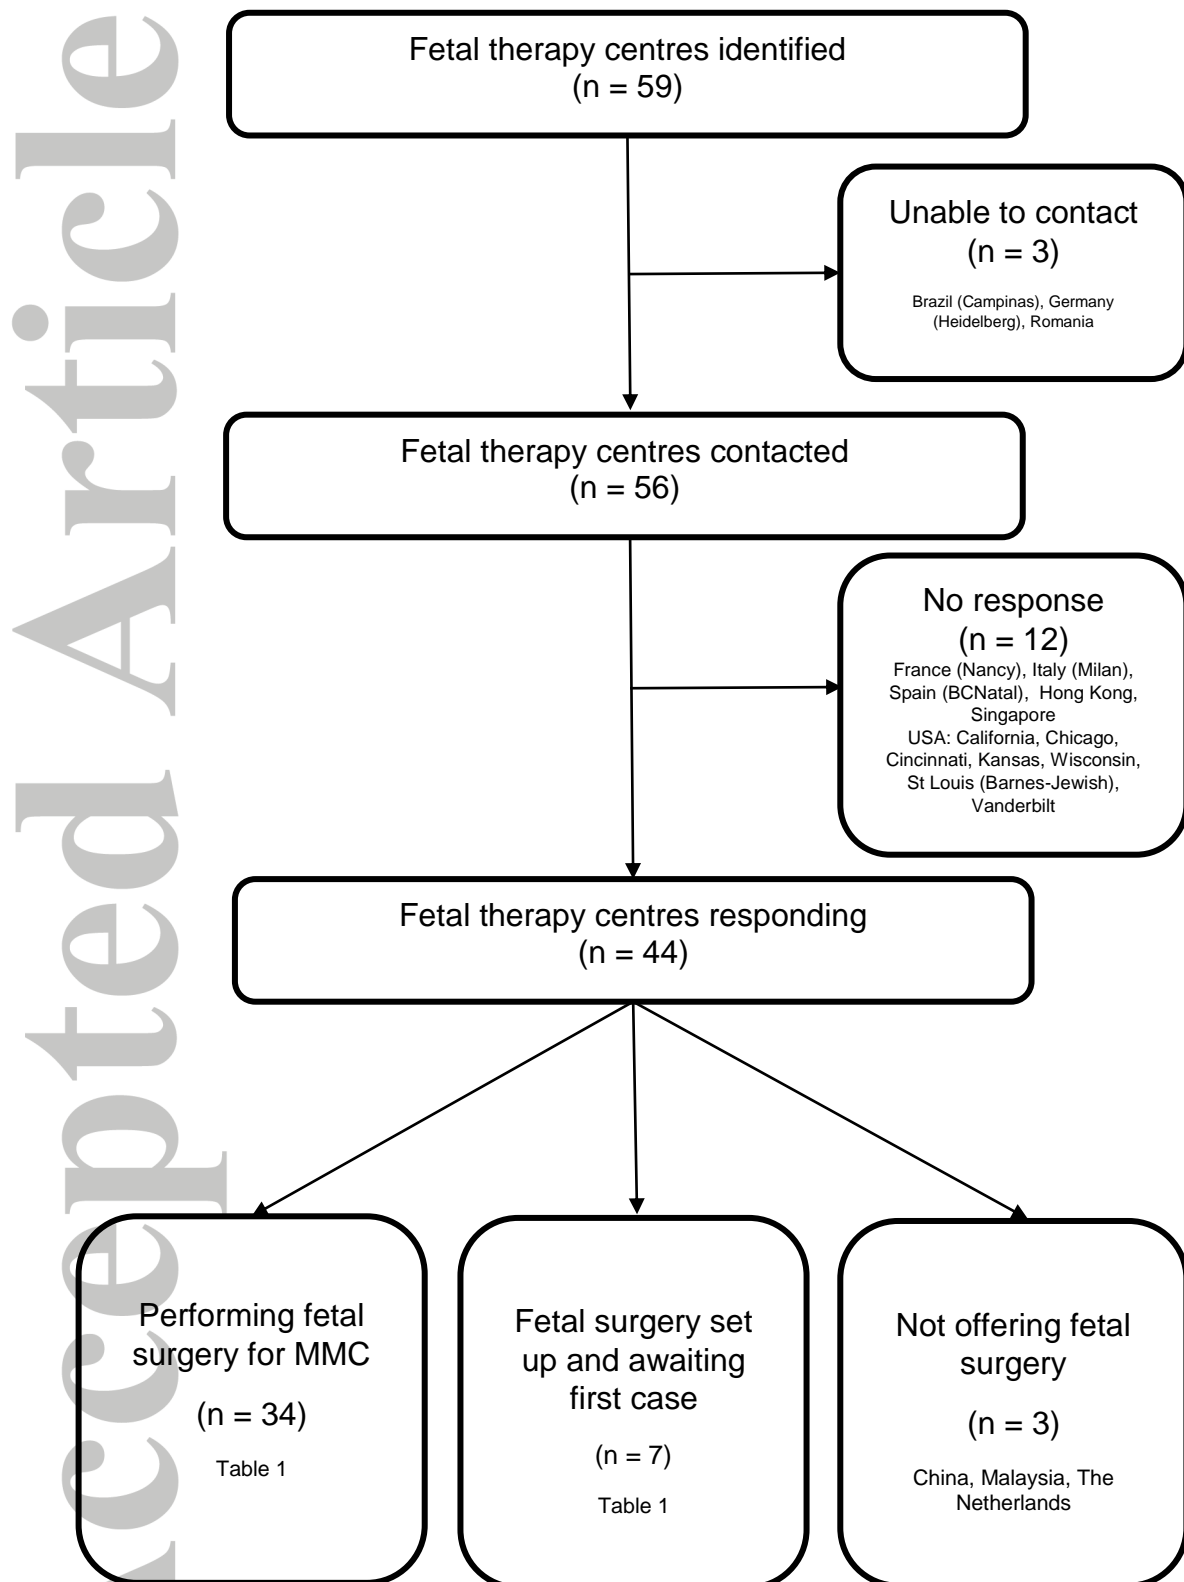 Accepted Article
Fetal therapy centres identified
(n = 59)
Unable to contact
(n = 3)
Brazil (Campinas), Germany
(Heidelberg), Romania
Fetal therapy centres contacted
(n = 56)
No response
(n = 12)
France (Nancy), Italy (Milan),
Spain (BCNatal), Hong Kong,
Singapore
USA: California, Chicago,
Cincinnati, Kansas, Wisconsin,
St Louis (Barnes-Jewish),
Vanderbilt
Fetal therapy centres responding
(n = 44)
Performing fetal
surgery for MMC
(n = 34)
Table 1
Fetal surgery set
up and awaiting
first case
(n = 7)
Table 1
Not offering fetal
surgery
(n = 3)
China, Malaysia, The
Netherlands